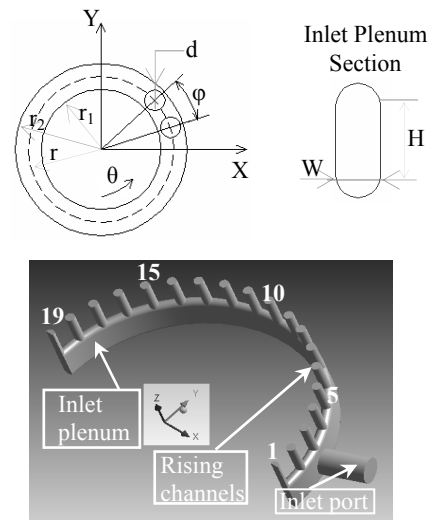 Y
d
Inlet Plenum
Section
r₁
φ
r₂
H
r
X
W
θ
15
19
10
Z
Y
X
5
Inlet
plenum
1
Rising
channels
Inlet port